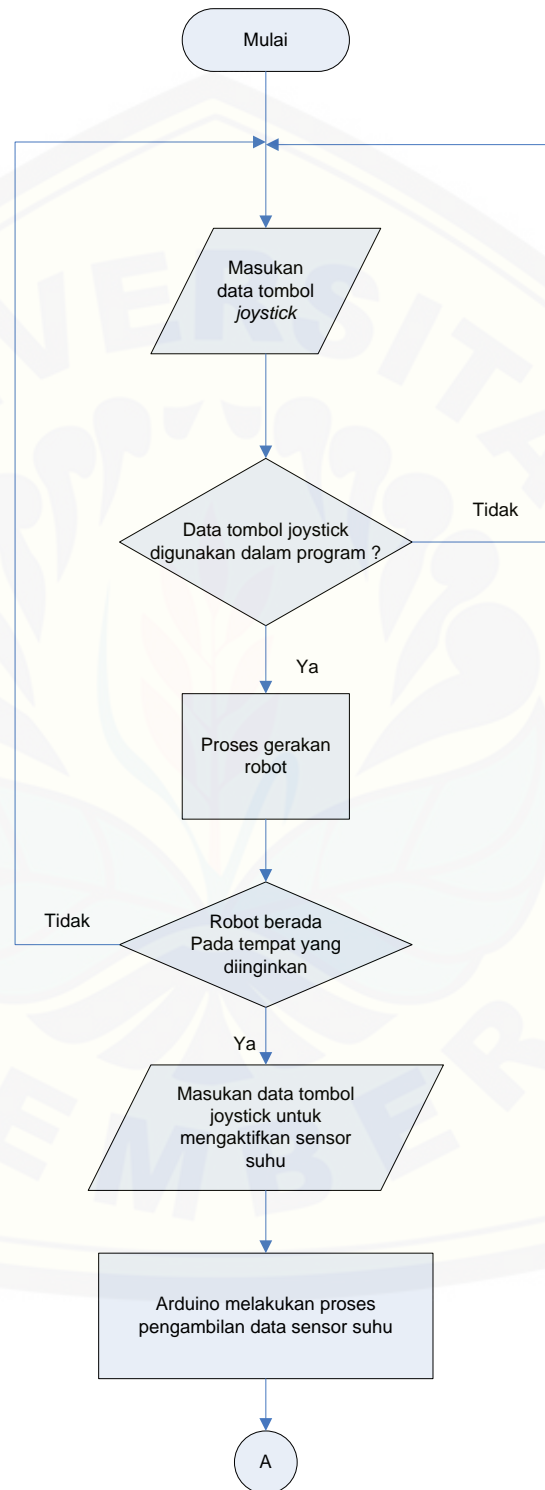 Mulai
Masukan
data tombol
joystick
Data tombol joystick
digunakan dalam program ?
Tidak
Ya
Proses gerakan
robot
Tidak
Robot berada
Pada tempat yang
diinginkan
Ya
Masukan data tombol
joystick untuk
mengaktifkan sensor
suhu
Arduino melakukan proses
pengambilan data sensor suhu
A